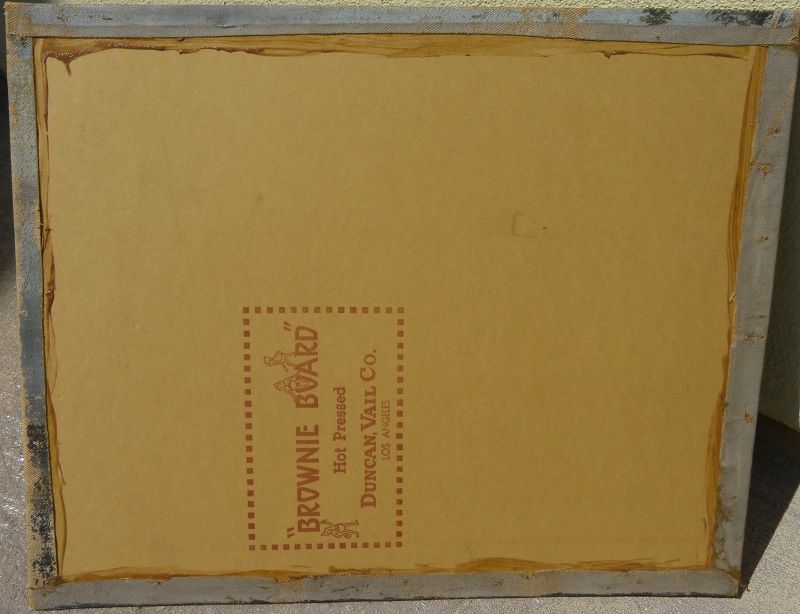 "BROWNIE BOARD"
Hot Pressed
DUNCAN, VAIL CO.
LOS ANGELES